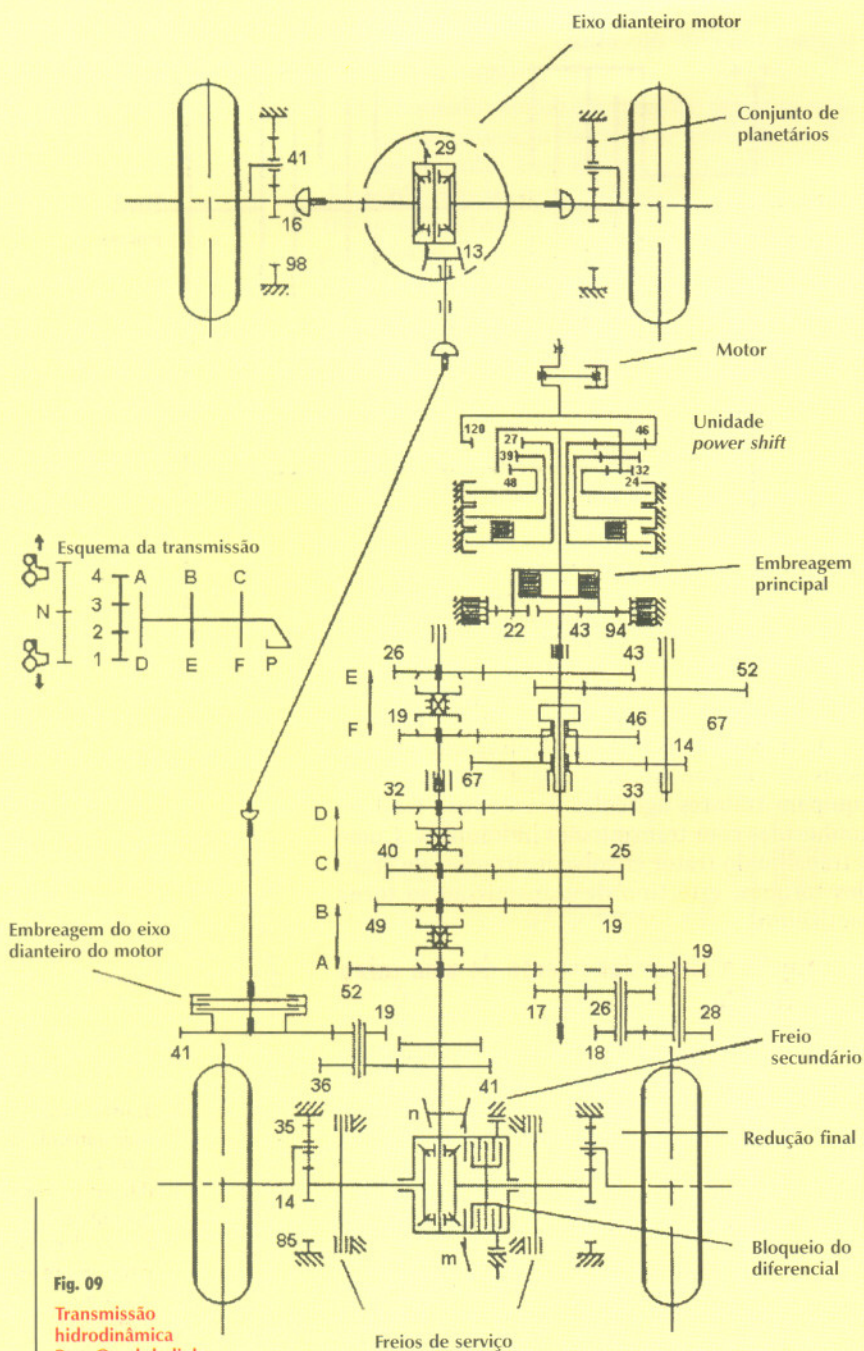 Eixo dianteiro motor
Conjunto de
planetários
29
41
16
13
98
Motor
Unidade
power shift
120
27
46
39
32
48
24
Esquema da transmissão
4 A B C
3
N
2
1 D E F P
Embreagem
principal
22
43
94
26
43
52
E
19
46
67
F
14
67
32
33
D
40
25
C
B
49
19
Embreagem do eixo
dianteiro do motor
A
19
52
17
26
28
19
18
41
36
41
Freio
secundário
n
35
Redução final
14
85
m
Bloqueio do
diferencial
Fig. 09
Transmissão
hidrodinâmica
Freios de serviço